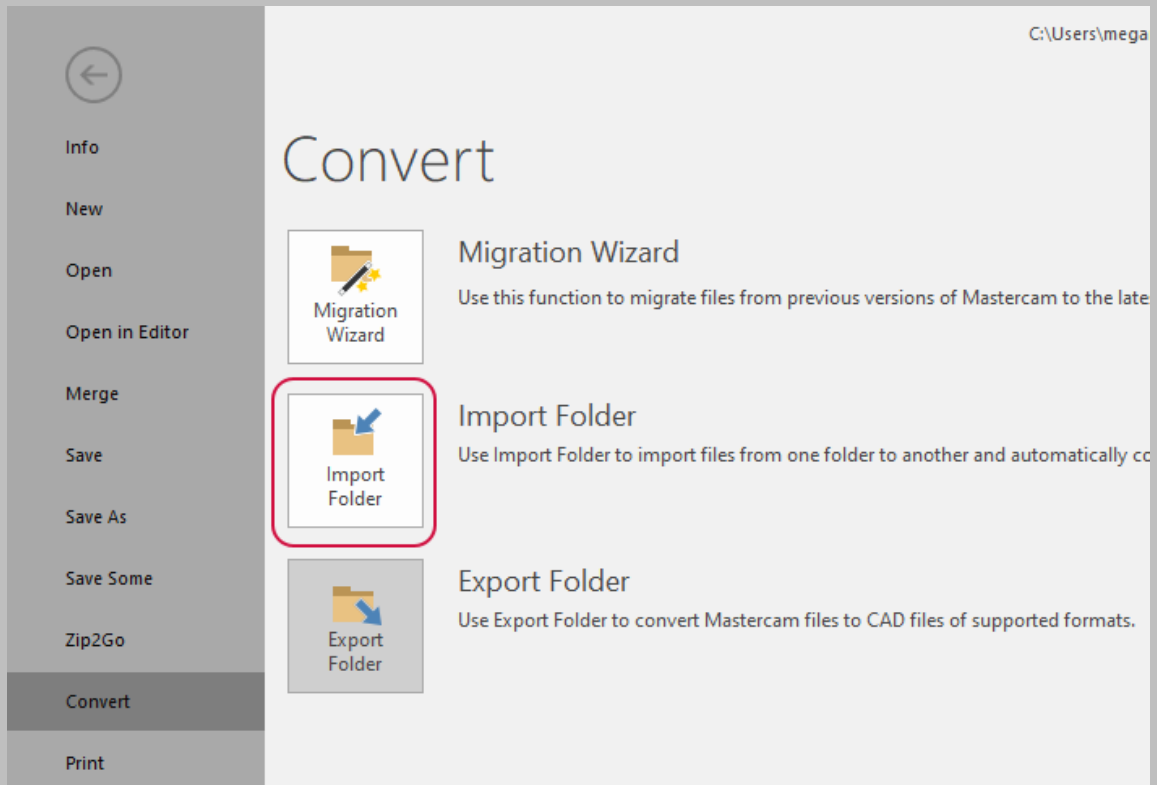 C:\Users\mega
Info
New
Open
Open in Editor
Merge
Save
Save As
Save Some
Zip2Go
Convert
Print
Convert
Migration
Wizard
Migration Wizard
Use this function to migrate files from previous versions of Mastercam to the late
Import
Folder
Import Folder
Use Import Folder to import files from one folder to another and automatically co
Export
Folder
Export Folder
Use Export Folder to convert Mastercam files to CAD files of supported formats.